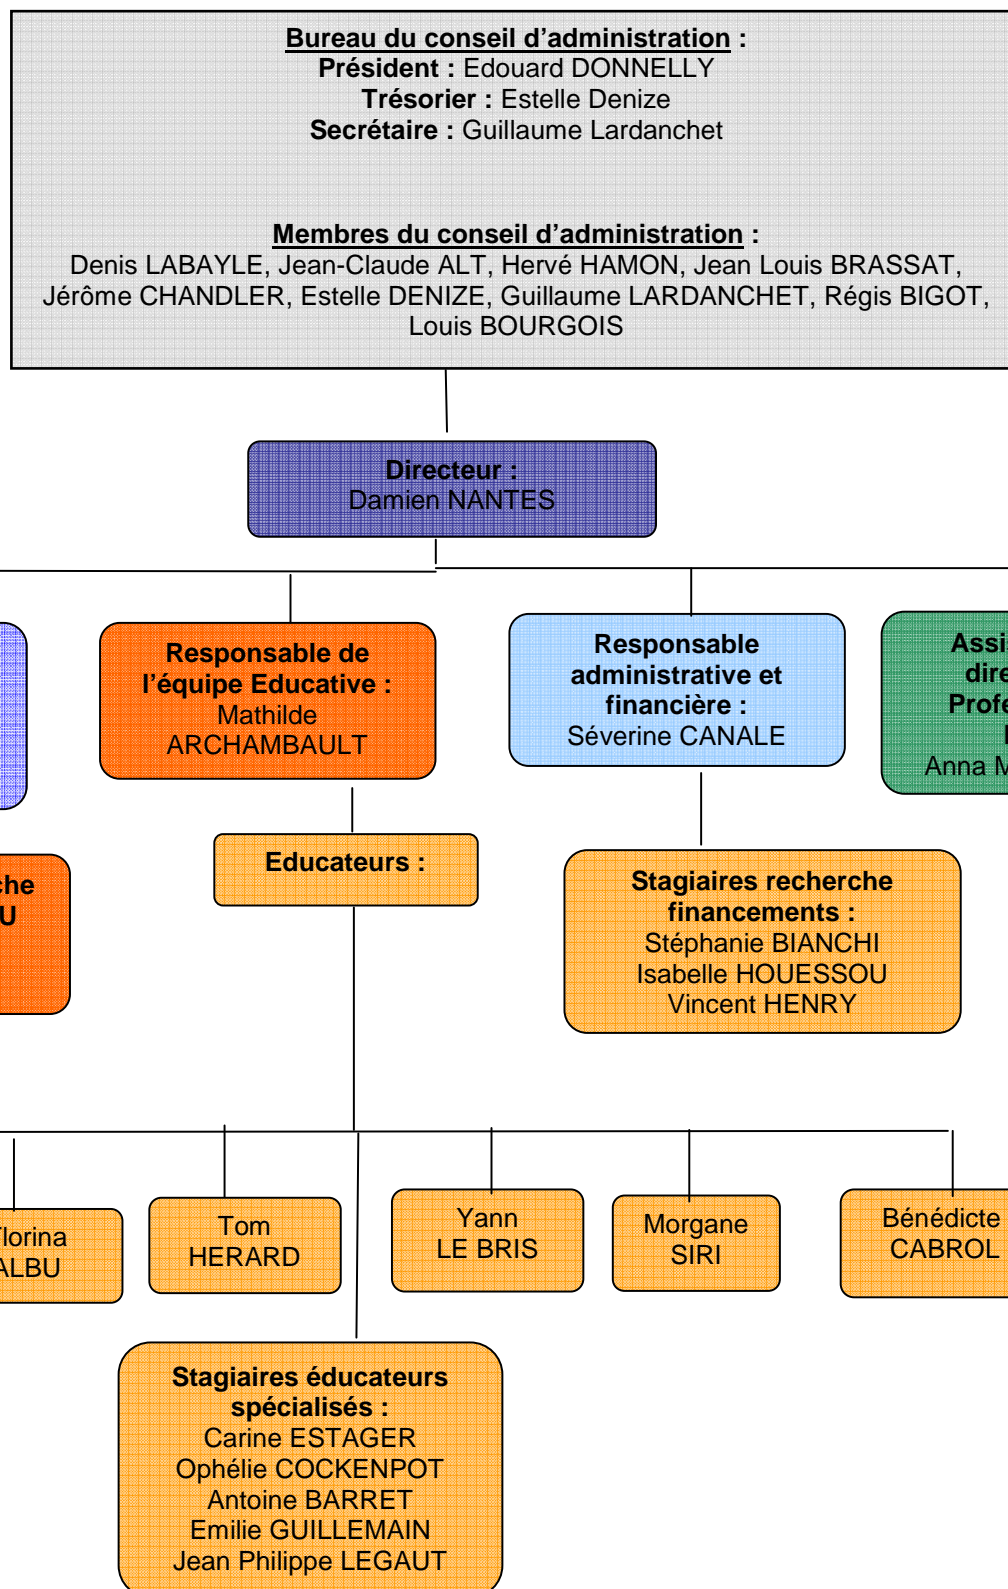 Bureau du conseil d'administration :
Président : Edouard DONNELLY
Trésorier : Estelle Denize
Secrétaire : Guillaume Lardanchet
Membres du conseil d'administration :
Denis LABAYLE, Jean-Claude ALT, Hervé HAMON, Jean Louis BRASSAT,
Jérôme CHANDLER, Estelle DENIZE, Guillaume LARDANCHET, Régis BIGOT,
Louis BOURGOIS
Directeur :
Damien NANTES
Responsable de
l'équipe Educative :
Mathilde
ARCHAMBAULT
Responsable
administrative et
financière :
Séverine CANALE
Anna
Educateurs :
Stagiaires recherche
financements :
Stéphanie BIANCHI
Isabelle HOUESSOU
Vincent HENRY
ALBU
Tom
HERARD
Yann
LE BRIS
Morgane
SIRI
Bénédicte
CABROL
Stagiaires éducateurs
spécialisés :
Carine ESTAGER
Ophélie COCKENPOT
Antoine BARRET
Emilie GUILLEMAIN
Jean Philippe LEGAUT